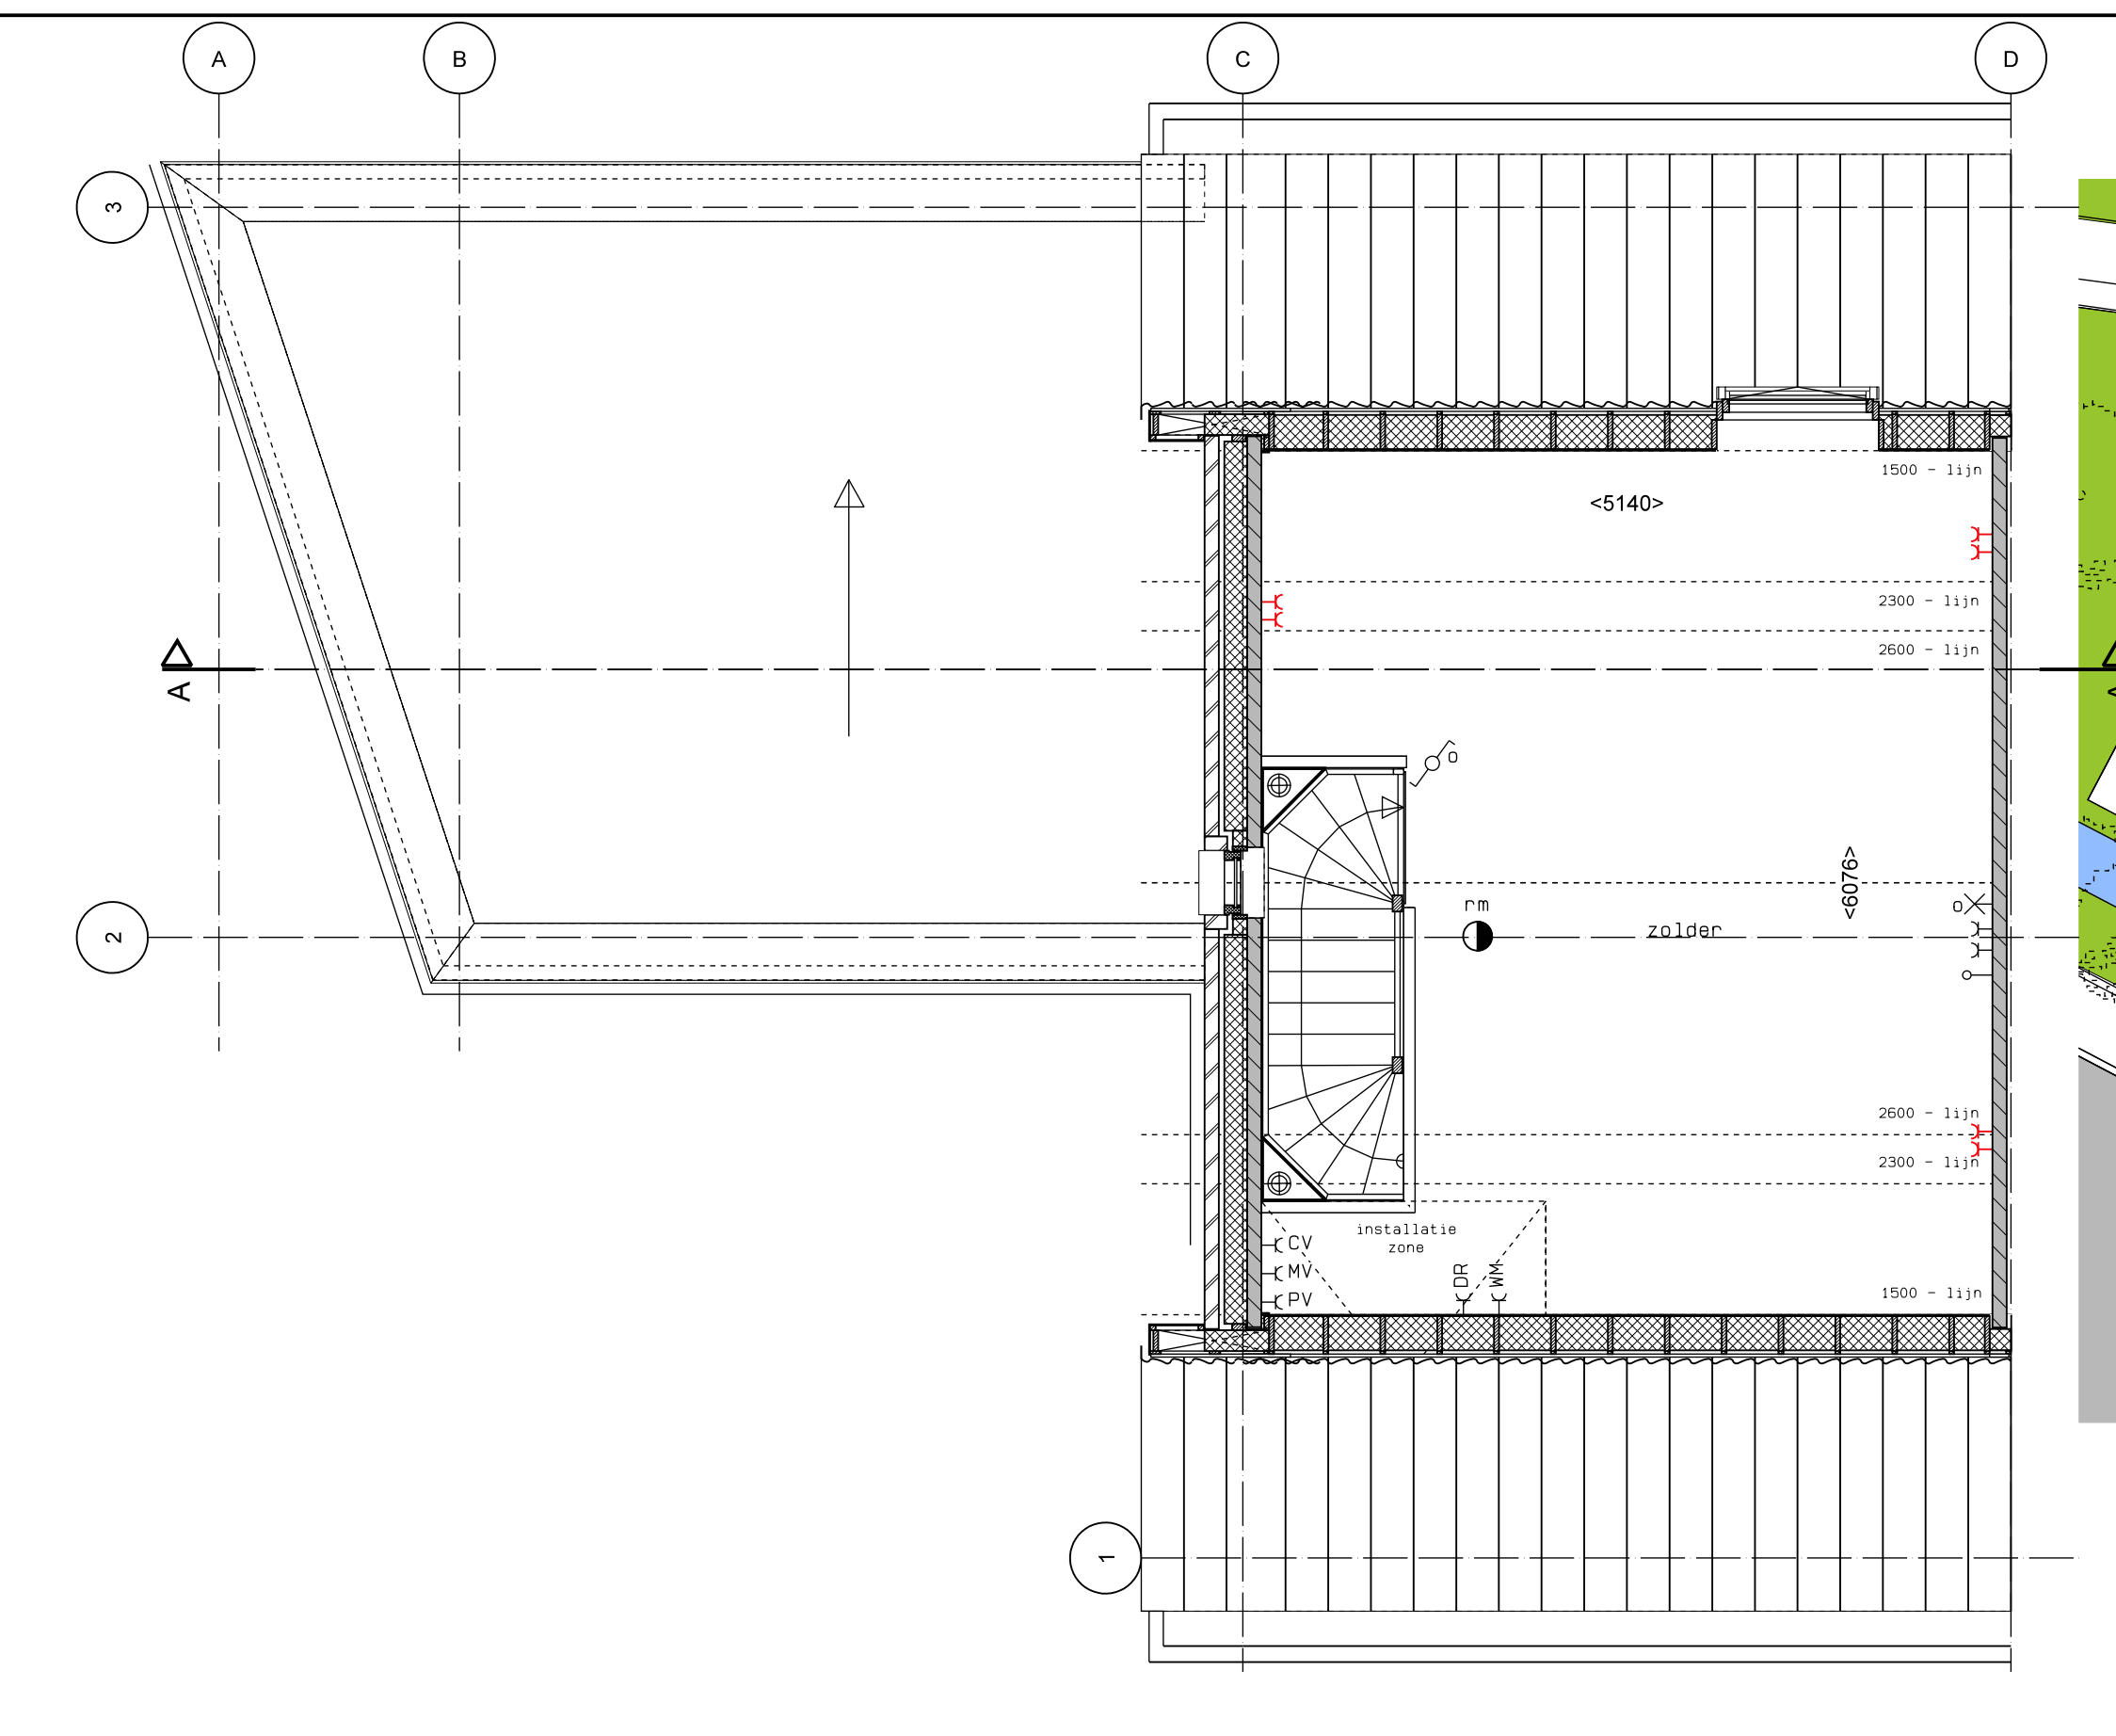 A
B
C
D
3
1500 - lijn
<5140>
2300 - lijn
2600 - lijn
A
o
<6076>
rm
o
zolder
2
2600 - lijn
2300 - lijn
installatie
zone
CV
MV
PV
DR
WM
1500 - lijn
1